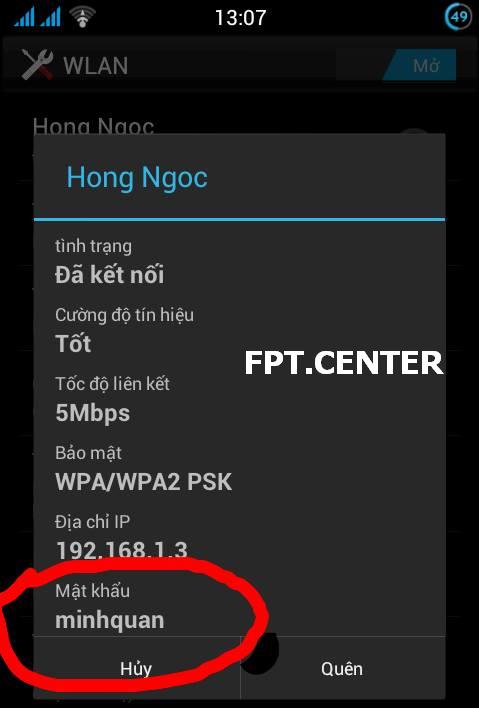 13:07
49
WLAN
Mở
Hong Ngoc
Hong Ngoc
tình trạng
Đã kết nối
Cường độ tín hiệu
Tốt
FPT.CENTER
Tốc độ liên kết
5Mbps
Bảo mật
WPA/WPA2 PSK
Địa chỉ IP
192.168.1.3
Mật khẩu
minhquan
Hủy
Quên